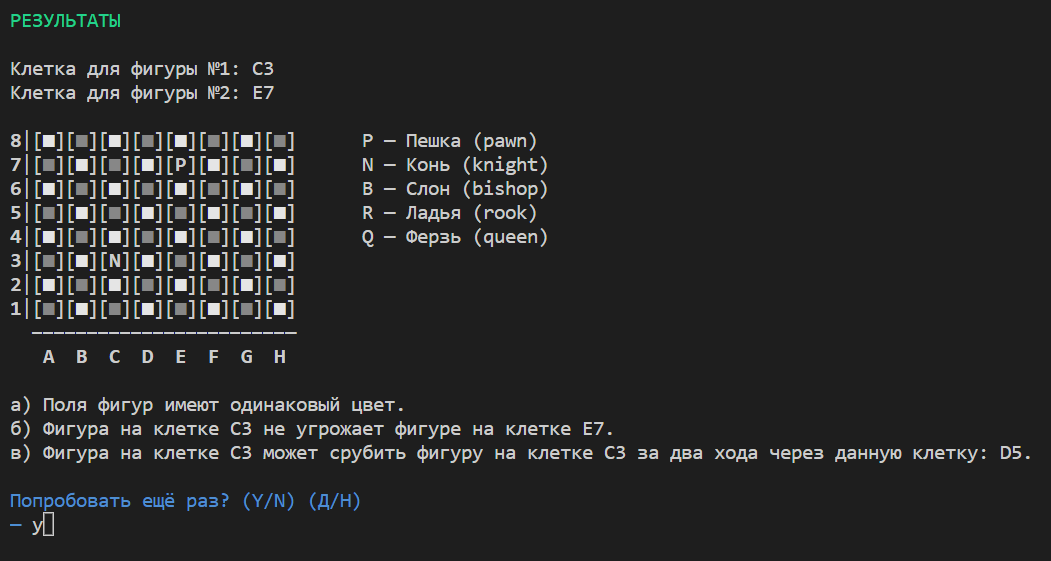 РЕЗУЛЬТАТЫ
Клетка для фигуры №1: C3
Клетка для фигуры №2: E7
8|[■][■][■][■][■][■][■][■] P — Пешка (pawn)
7|[■][■][■][■][P][■][■][■] N — Конь (knight)
6|[■][■][■][■][■][■][■][■] B — Слон (bishop)
5|[■][■][■][■][■][■][■][■] R — Ладья (rook)
4|[■][■][■][■][■][■][■][■] Q — Ферзь (queen)
3|[■][■][N][■][■][■][■][■]
2|[■][■][■][■][■][■][■][■]
1|[■][■][■][■][■][■][■][■]
A B C D E F G H
а) Поля фигур имеют одинаковый цвет.
б) Фигура на клетке C3 не угрожает фигуре на клетке E7.
в) Фигура на клетке C3 может срубить фигуру на клетке C3 за два хода через данную клетку: D5.
Попробовать ещё раз? (Y/N) (Д/Н)
— y